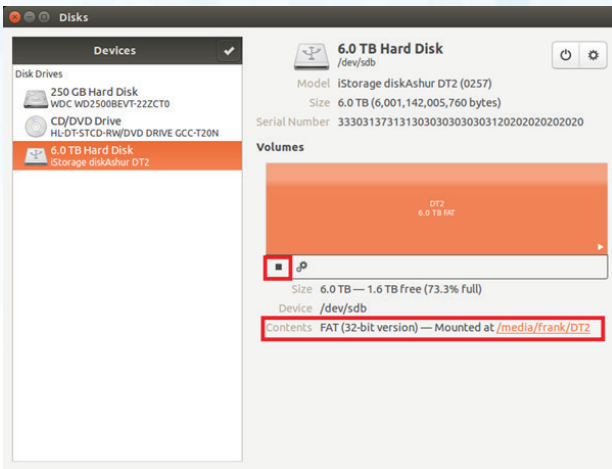 Disks
Devices
Disk Drives
250 GB Hard Disk
WDC WD2500BEVT-22ZCT0
CD/DVD Drive
HL-DT-STCD-RW/DVD DRIVE GCC-T20N
6.0 TB Hard Disk
iStorage diskAshur DT2
6.0 TB Hard Disk
/dev/sdb
Model iStorage diskAshur DT2 (0257)
Size 6.0 TB (6,001,142,005,760 bytes)
Serial Number
Volumes
DT2
6.0 TB FAT
Size 6.0 TB — 1.6 TB free (73.3% full)
Device /dev/sdb
Contents FAT (32-bit version) — Mounted at /media/frank/DT2